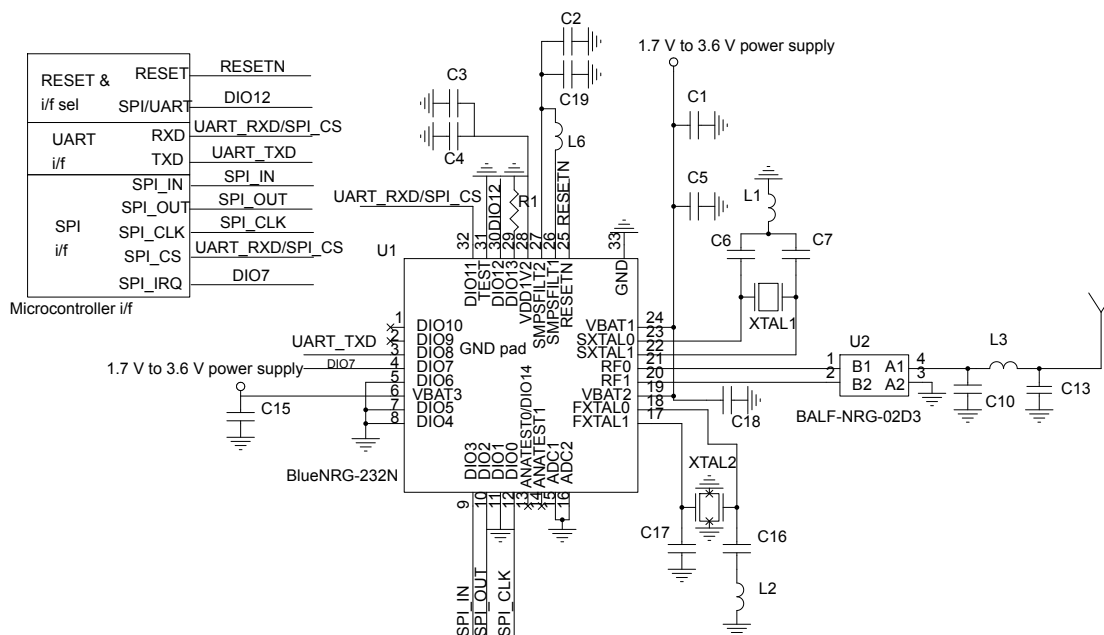 C2
1.7 V to 3.6 V power supply
RESET &
i/f sel
RESET
RESETN
SPI/UART
DIO12
UART
i/f
RXD
UART_RXD/SPI_CS
TXD
UART_TXD
SPI
i/f
SPI_IN
SPI_IN
SPI_OUT
SPI_OUT
SPI_CLK
SPI_CLK
SPI_CS
UART_RXD/SPI_CS
SPI_IRQ
DIO7
Microcontroller i/f
C3
C4
C19
L6
C1
C5
L1
C6
C7
XTAL1
UART_RXD/SPI_CS
DIO12
R1
RESETN
U1
32
31
30
29
28
27
26
25
33
DIO11
TEST
DIO12
DIO13
VDD1V2
SMPSFILT2
SMPSFILT1
RESETN
GND
GND pad
1
DIO10
2
DIO9
UART_TXD
3
DIO8
DIO7
4
DIO7
5
DIO6
1.7 V to 3.6 V power supply
6
VBAT3
7
DIO5
8
DIO4
C15
VBAT1
24
SXTAL0
23
SXTAL1
22
RF0
21
RF1
20
VBAT2
19
FXTAL0
18
FXTAL1
17
U2
1
B1
A1
4
2
B2
A2
3
BALF-NRG-02D3
L3
C10
C13
C18
XTAL2
C17
C16
L2
BlueNRG-232N
DIO3
DIO2
DIO1
DIO0
ANATEST0/DIO14
ANATEST1
ADC1
ADC2
9
10
11
12
13
14
15
16
SPI_IN
SPI_OUT
SPI_CLK